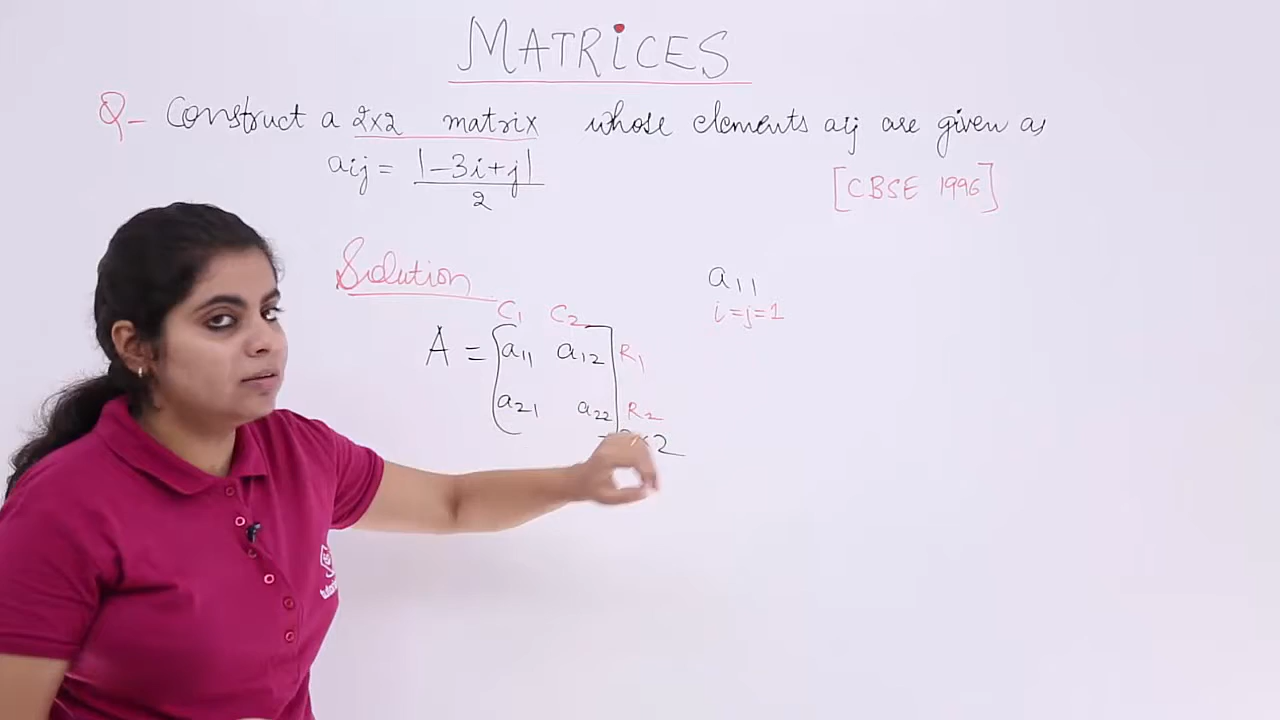 MATRICES
Q- Construct a 2x2 matrix whose elements aij are given as
aij = |-3i+j|
2
[CBSE 1996]
Solution
a11
i=j=1
C1 C2
A = [a11 a12] R1
a21 a22 R2
2x2